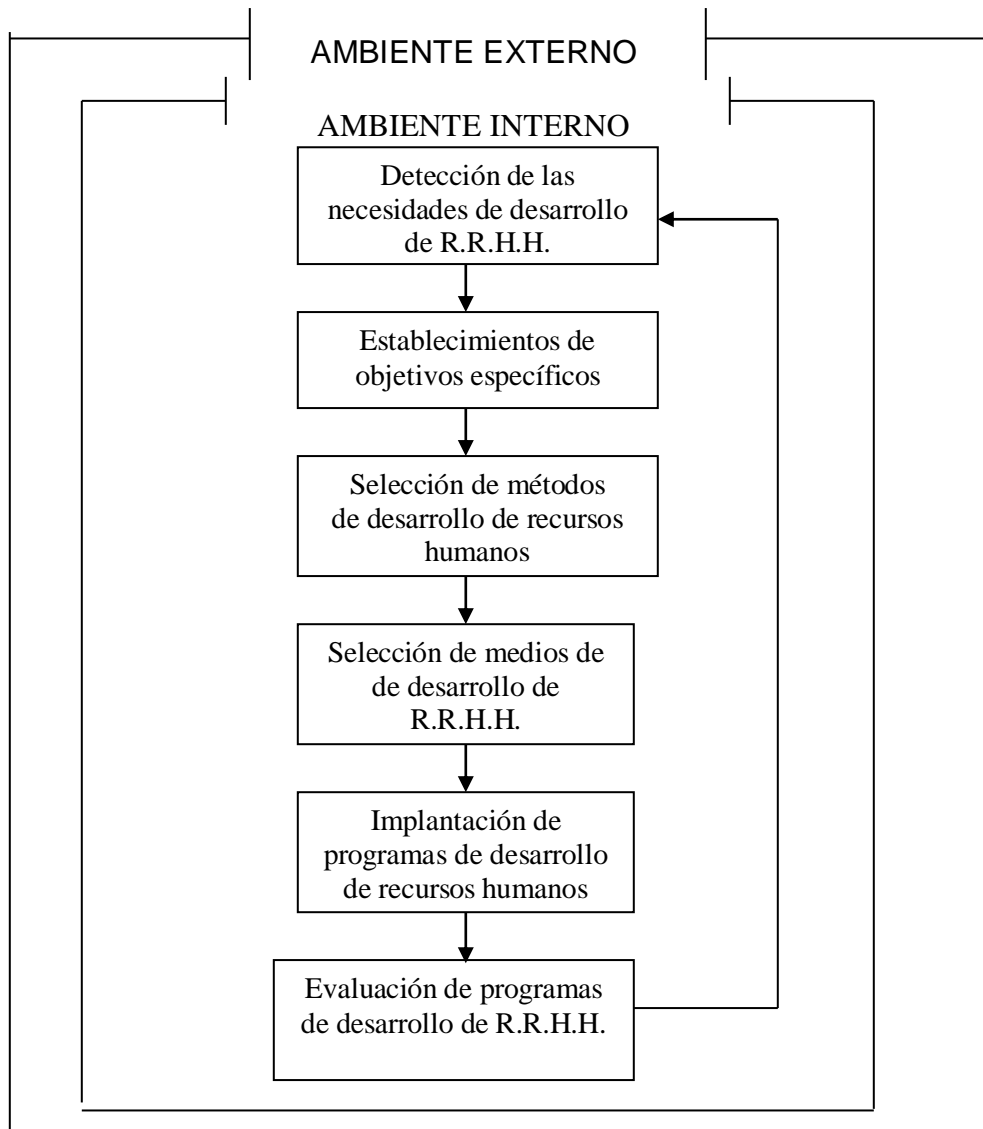 AMBIENTE EXTERNO
AMBIENTE INTERNO
Detección de las
necesidades de desarrollo
de R.R.H.H.
Establecimientos de
objetivos específicos
Selección de métodos
de desarrollo de recursos
humanos
Selección de medios de
de desarrollo de
R.R.H.H.
Implantación de
programas de desarrollo
de recursos humanos
Evaluación de programas
de desarrollo de R.R.H.H.